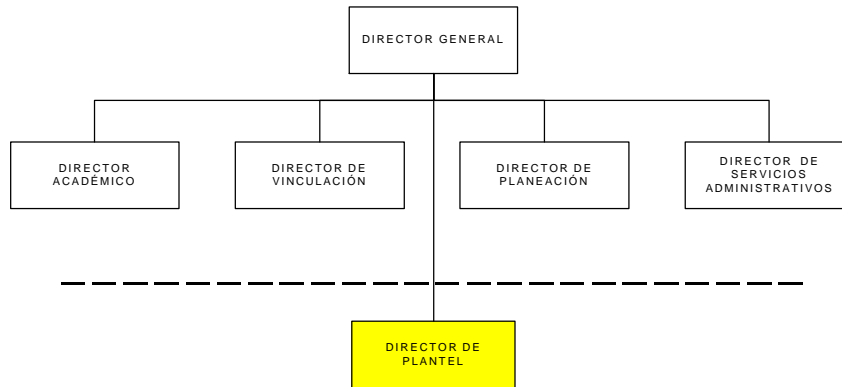 DIRECTOR GENERAL
DIRECTOR
ACADÉMICO
DIRECTOR DE
VINCULACIÓN
DIRECTOR DE
PLANEACIÓN
DIRECTOR DE
SERVICIOS
ADMINISTRATIVOS
DIRECTOR DE
PLANTEL